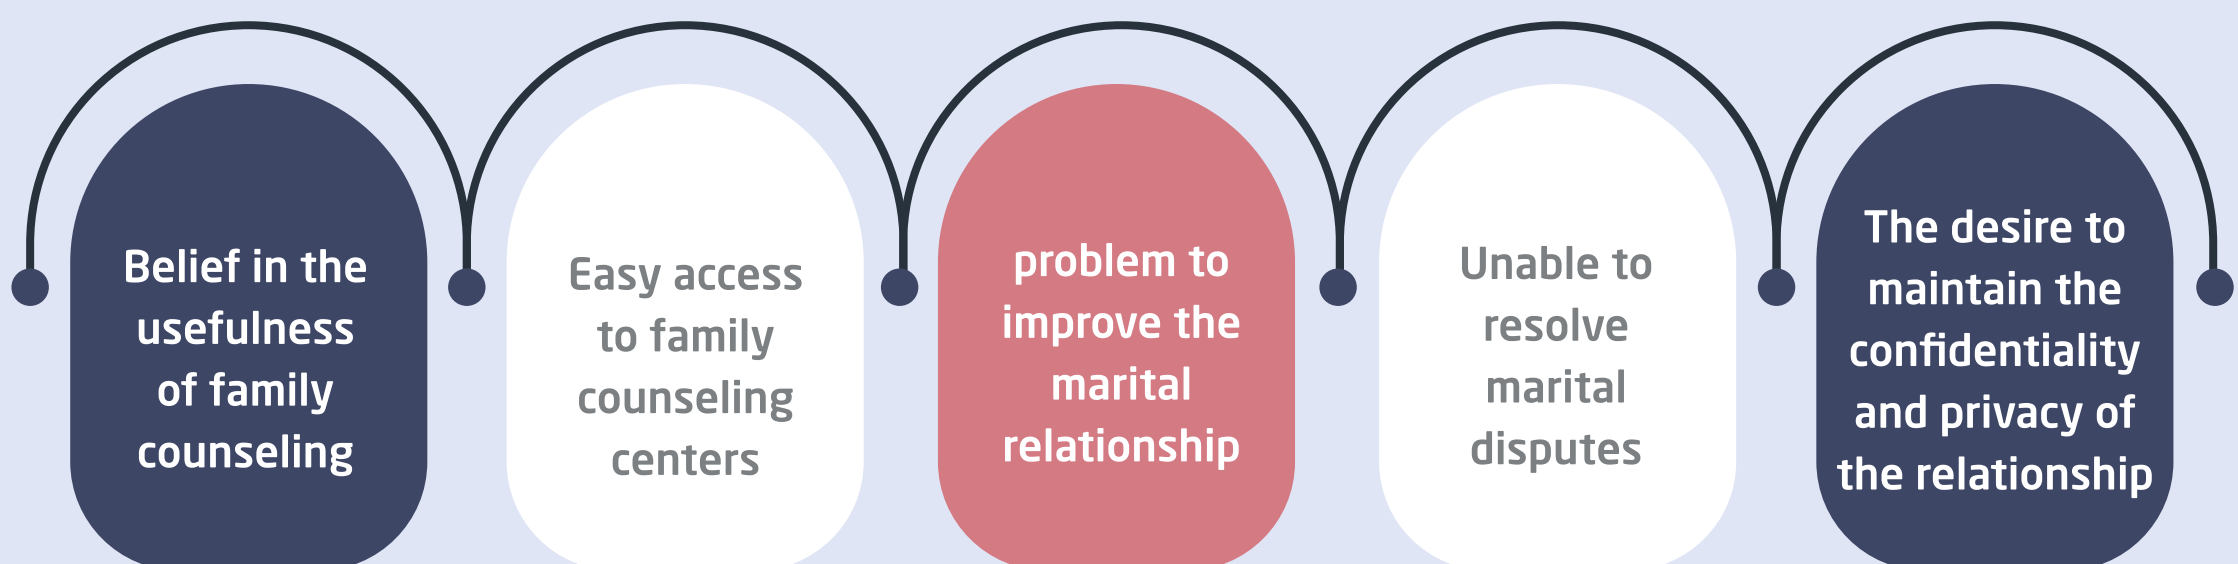 Belief in the
usefulness
of family
counseling
Easy access
to family
counseling
centers
problem to
improve the
marital
relationship
Unable to
resolve
marital
disputes
The desire to
maintain the
confidentiality
and privacy of
the relationship